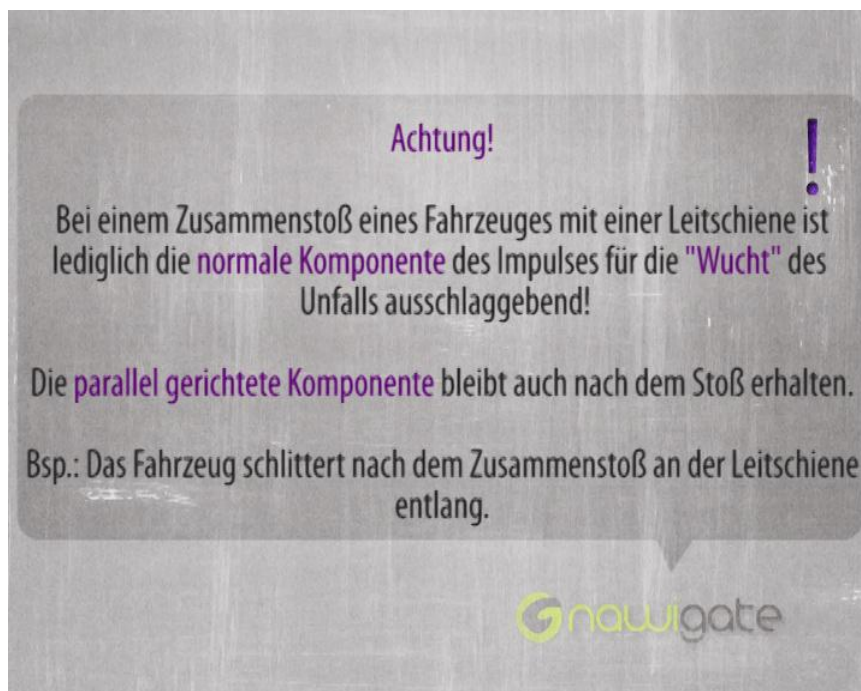 Achtung!
!
Bei einem Zusammenstoß eines Fahrzeuges mit einer Leitschiene ist
lediglich die normale Komponente des Impulses für die "Wucht" des
Unfalls ausschlaggebend!
Die parallel gerichtete Komponente bleibt auch nach dem Stoß erhalten.
Bsp.: Das Fahrzeug schlittert nach dem Zusammenstoß an der Leitschiene
entlang.
nawigate